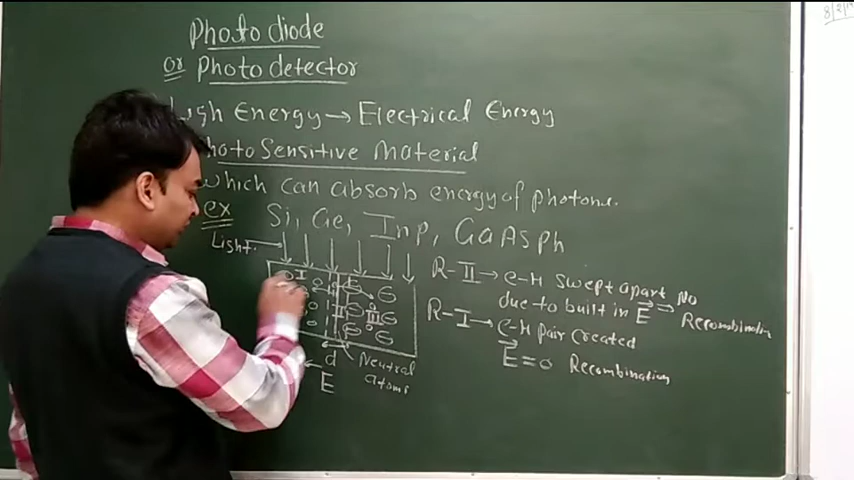 Photo diode
or Photo detector
Energy → Electrical Energy
Photo Sensitive Material
which can absorb energy of photons.
ex Si, Ge, Inp, GaAsPh
Light.
I
II
III
d
E
Neutral
atoms
R-II → e-H swept apart
due to built in E → No
Recombination
R-I → e-H pair created
E = 0 Recombination